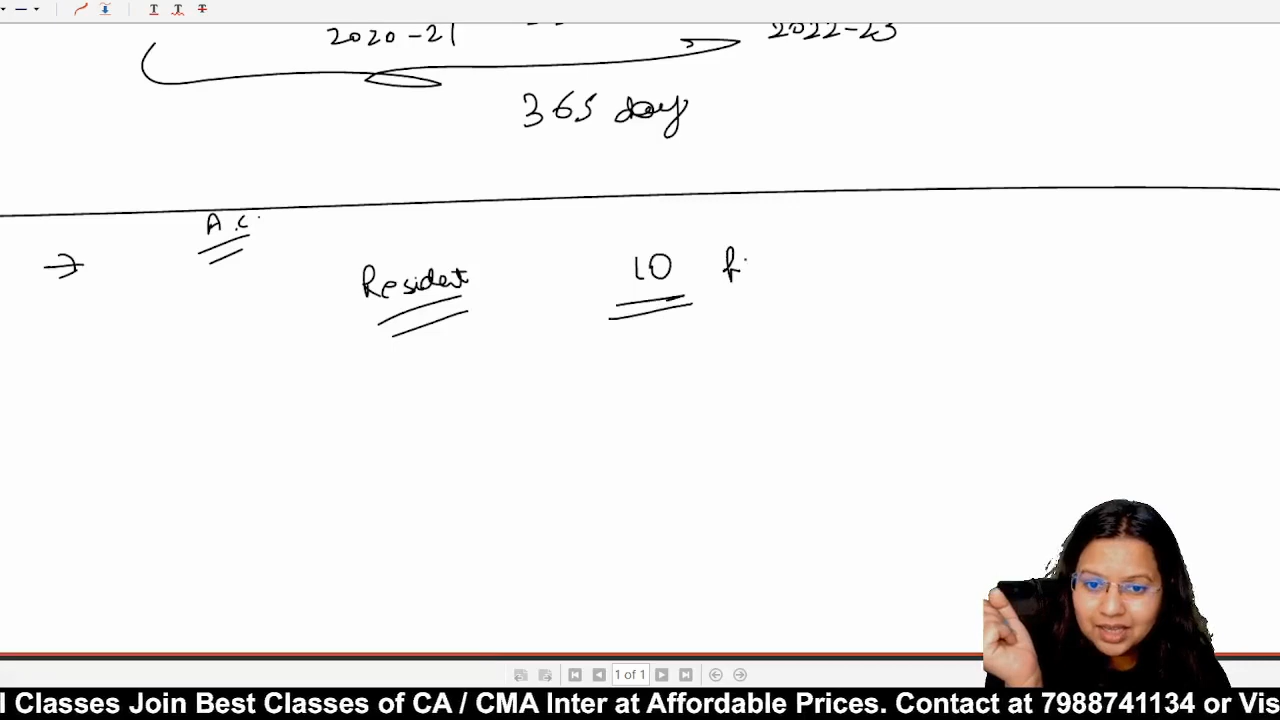 2020-21 2022-23
365 day
A.C.
→ Resident 10 fi
1 of 1
l Classes Join Best Classes of CA / CMA Inter at Affordable Prices. Contact at 7988741134 or Vis